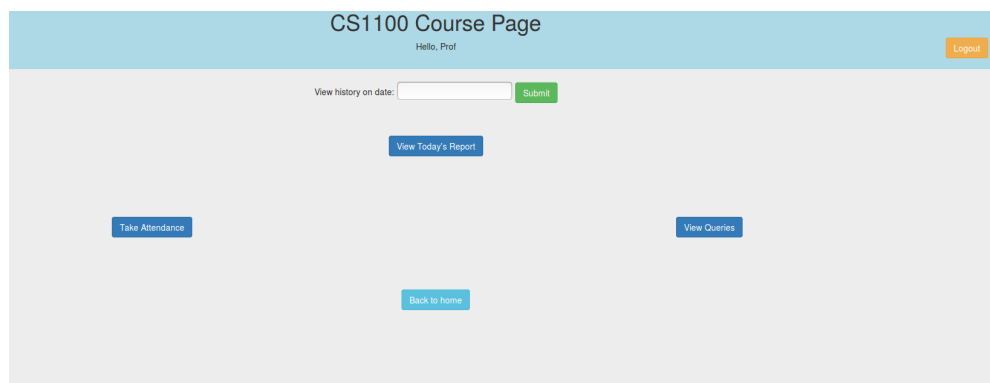 CS1100 Course Page
Hello, Prof
Logout
View history on date: Submit
View Today's Report
Take Attendance View Queries
Back to home